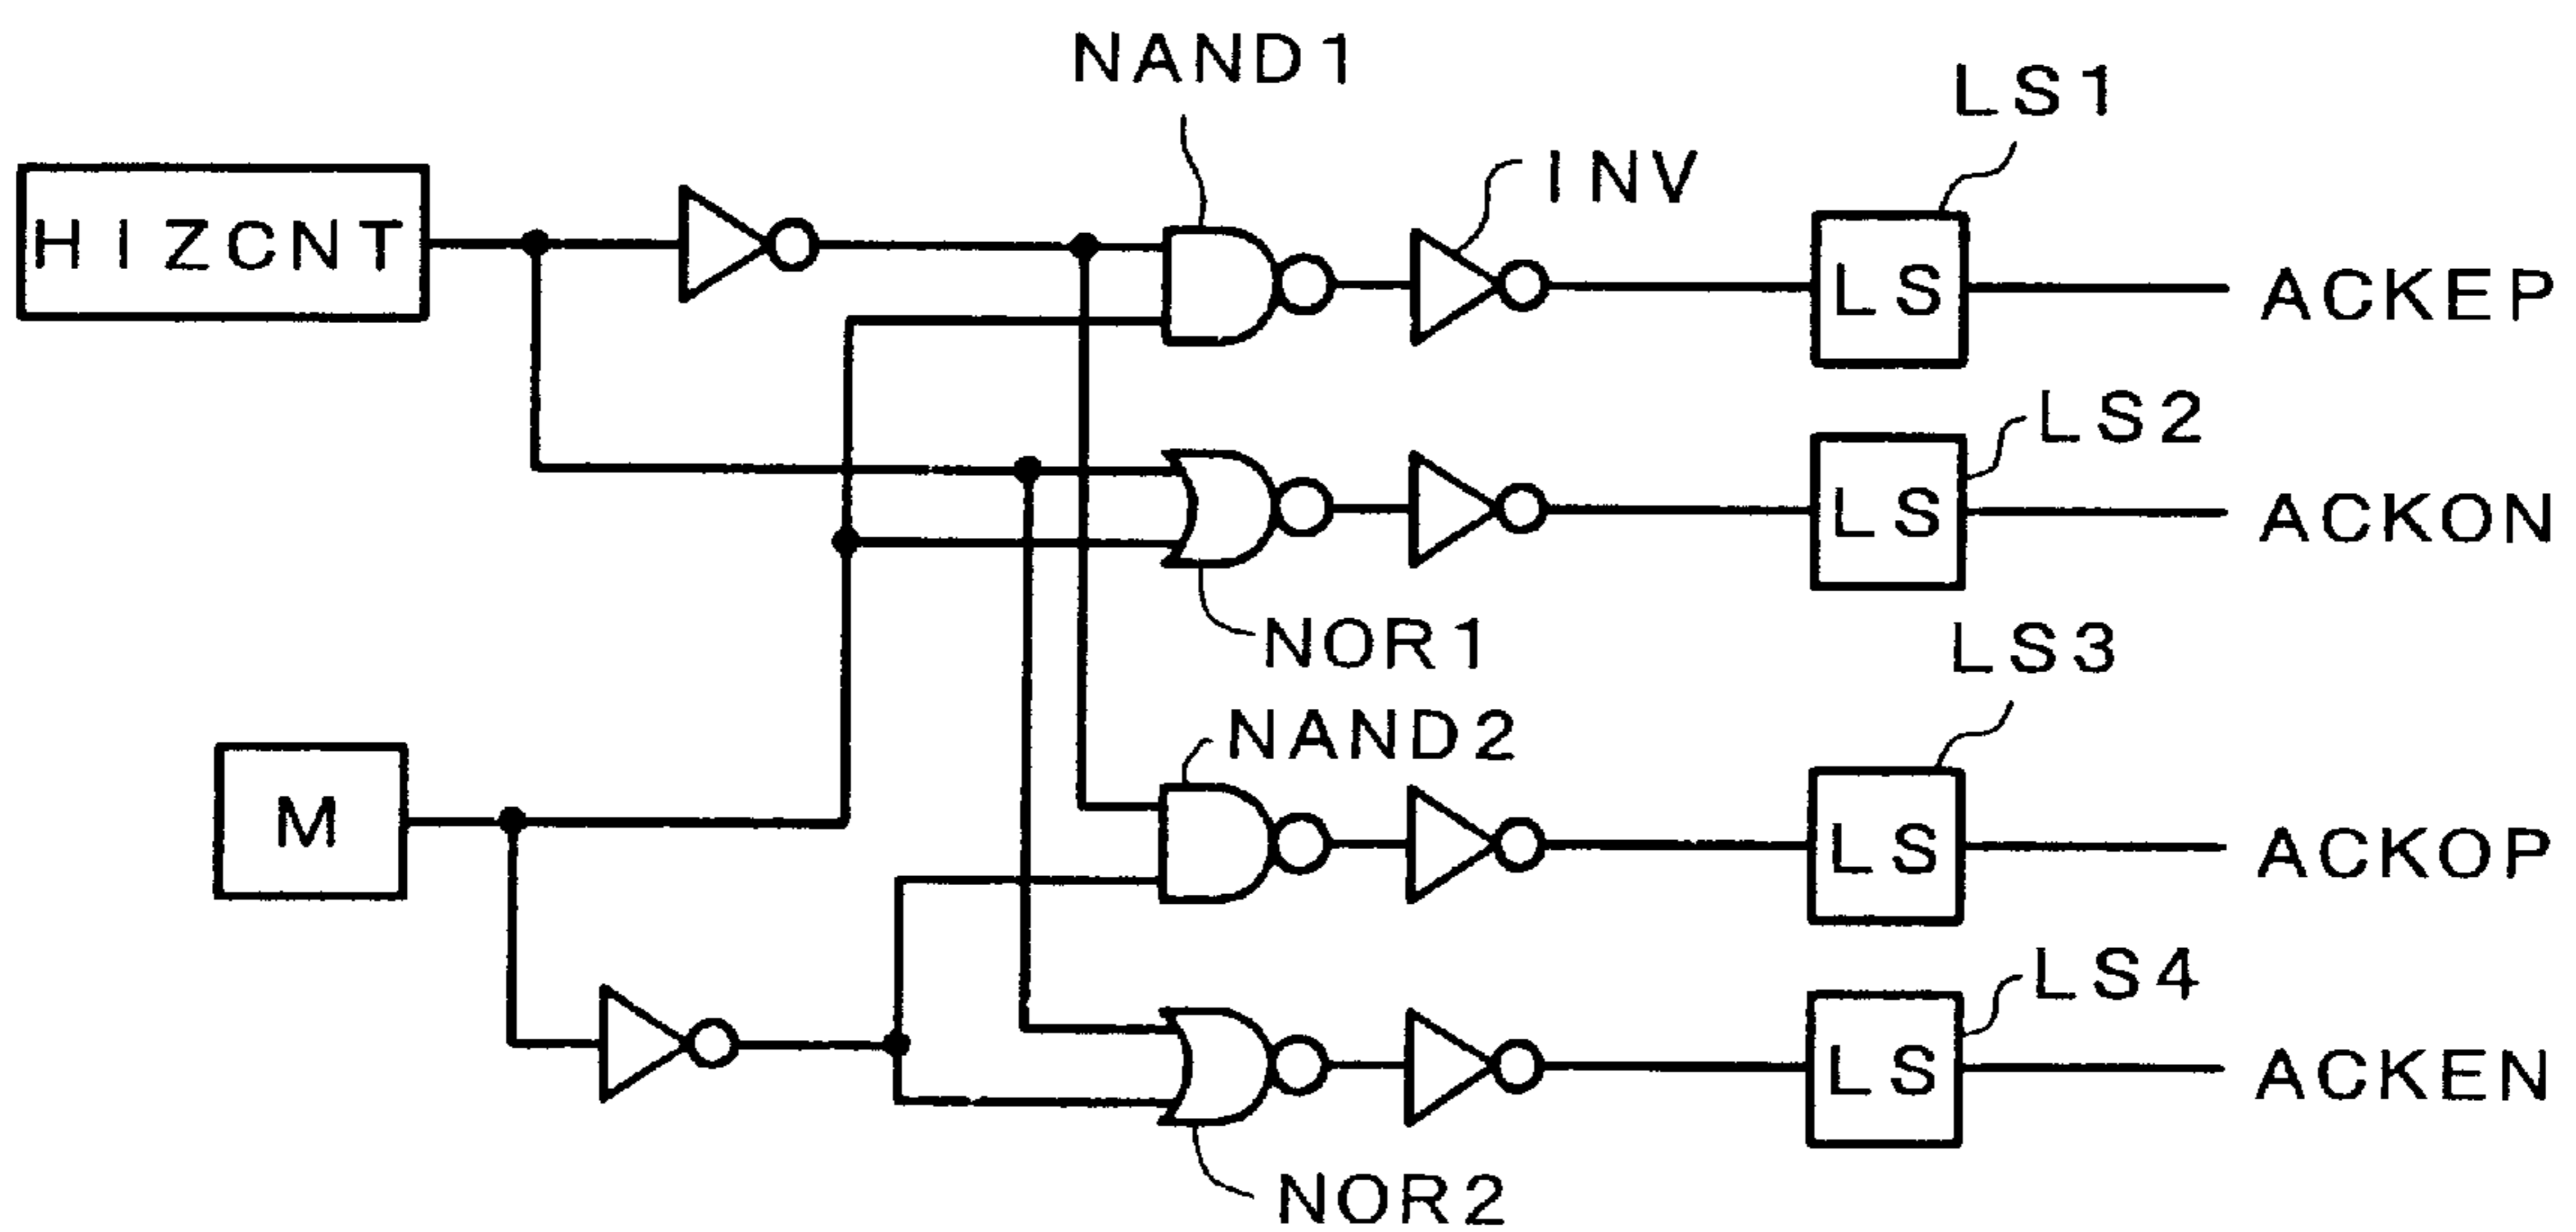 NAND1
LS1
INV
HIZCNT
LS
ACKEP
LS2
LS
ACKON
NOR1
LS3
NAND2
M
LS
ACKOP
LS4
LS
ACKEN
NOR2